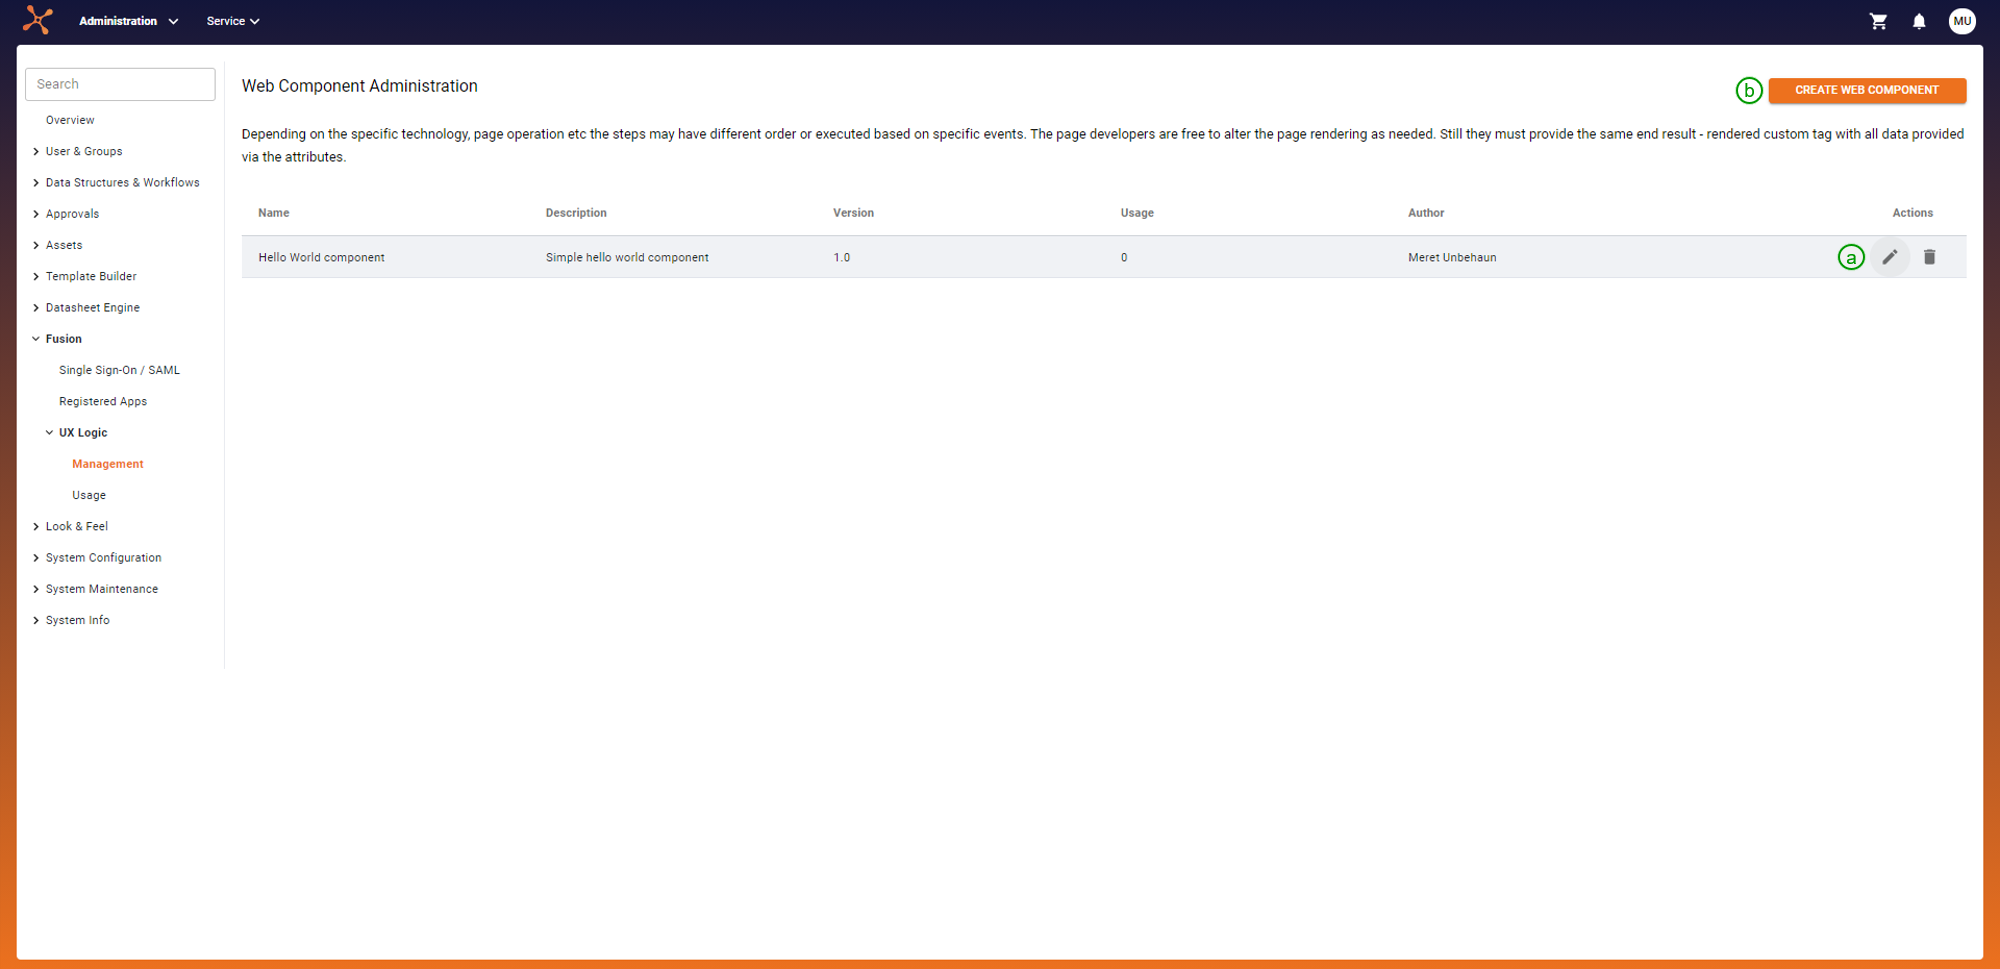 Administration
Service
MU
Search
Overview
User & Groups
Data Structures & Workflows
Approvals
Assets
Template Builder
Datasheet Engine
Fusion
Single Sign-On / SAML
Registered Apps
UX Logic
Management
Usage
Look & Feel
System Configuration
System Maintenance
System Info
Web Component Administration
b
CREATE WEB COMPONENT
Depending on the specific technology, page operation etc the steps may have different order or executed based on specific events. The page developers are free to alter the page rendering as needed. Still they must provide the same end result - rendered custom tag with all data provided
via the attributes.
Name Description Version Usage Author Actions
Hello World component Simple hello world component 1.0 0 Meret Unbehaun a